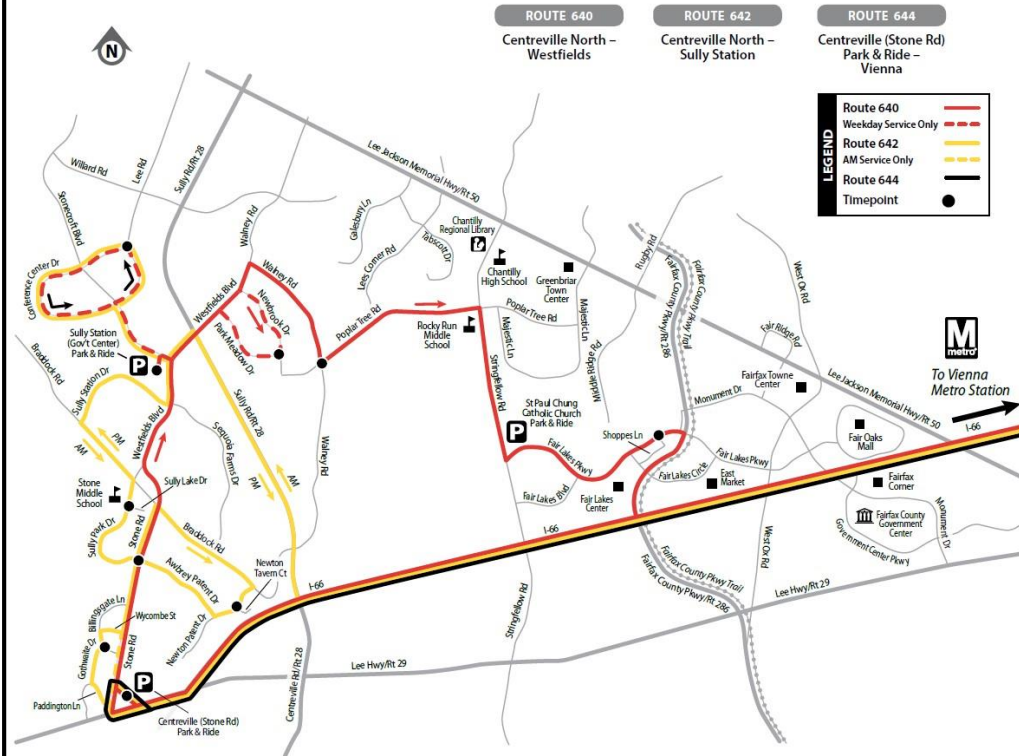 ROUTE 640
Centreville North –
Westfields
ROUTE 642
Centreville North –
Sully Station
ROUTE 644
Centreville (Stone Rd)
Park & Ride –
Vienna
N
LEGEND
Route 640
Weekday Service Only
Route 642
AM Service Only
Route 644
Timepoint
Willard Rd
Lee Rd
Sully Rd/Rt 28
Stonecroft Blvd
Lee Jackson Memorial Hwy/Rt 50
Walney Rd
Galesbury Ln
Lees Corner Rd
Tabscott Dr
Chantilly
Regional Library
Chantilly
High School
Greenbriar
Town
Center
Rugby Rd
Fairfax County Pkwy/Rt 286
Fairfax County Pkwy Trail
West Ox Rd
Conference Center Dr
Westfields Blvd
Walney Rd
Newbrook Dr
Park Meadow Dr
Poplar Tree Rd
Poplar Tree Rd
Rocky Run
Middle
School
Majestic Ln
Majestic Ln
Middle Ridge Rd
Fair Ridge Rd
M
metro
To Vienna
Metro Station
Sully Station
(Gov't Center)
Park & Ride
P
Braddock Rd
Sully Station Dr
Sully Rd/Rt 28
Stringfellow Rd
St Paul Chung
Catholic Church
Park & Ride
P
Monument Dr
Fairfax Towne
Center
Lee Jackson Memorial Hwy/Rt 50
I-66
Shoppes Ln
Fair Lakes Pkwy
Fair Lakes Pkwy
Fair Oaks
Mall
PM
AM
Westfields Blvd
Sequoia Farms Dr
Walney Rd
PM
AM
Fair Lakes Blvd
Fair Lakes
Center
Fair Lakes Circle
East
Market
Fairfax
Corner
Stone
Middle
School
Sully Lake Dr
Sully Park Dr
Stone Rd
Braddock Rd
I-66
Fairfax County
Government
Center
Monument Dr
Government Center Pkwy
West Ox Rd
Awbrey Patent Dr
Newton
Tavern Ct
I-66
Fairfax County Pkwy Trail
Fairfax County Pkwy/Rt 286
Lee Hwy/Rt 29
Billingsgate Ln
Wycombe St
Gothwaite Dr
Stone Rd
Newton Patent Dr
Stringfellow Rd
Centreville Rd/Rt 28
Lee Hwy/Rt 29
P
Paddington Ln
Centreville (Stone Rd)
Park & Ride